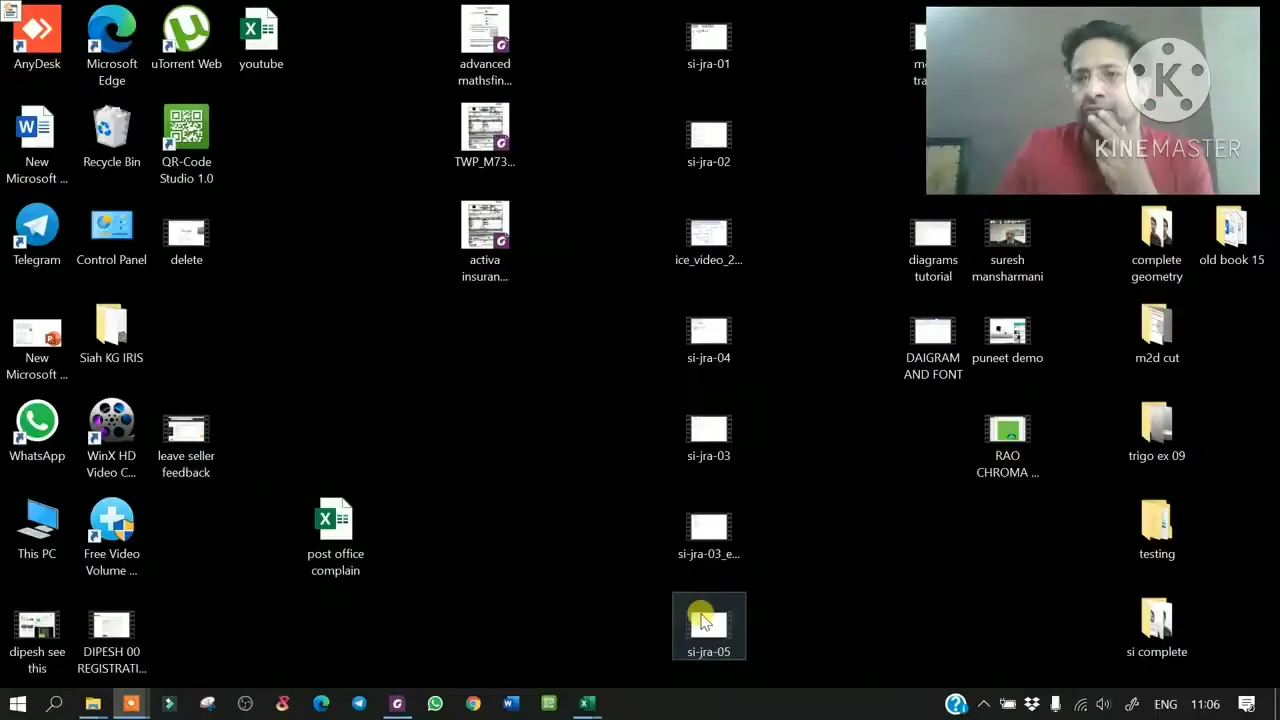 AnyDesk
Microsoft
Edge
uTorrent Web
youtube
advanced
mathsfin...
si-jra-01
K
KINEMASTER
New
Microsoft ...
Recycle Bin
QR-Code
Studio 1.0
TWP_M73...
si-jra-02
Telegram
Control Panel
delete
activa
insuran...
ice_video_2...
diagrams
tutorial
suresh
mansharmani
complete
geometry
old book 15
New
Microsoft ...
Siah KG IRIS
si-jra-04
DAIGRAM
AND FONT
puneet demo
m2d cut
WhatsApp
WinX HD
Video C...
leave seller
feedback
si-jra-03
RAO
CHROMA ...
trigo ex 09
This PC
Free Video
Volume ...
post office
complain
si-jra-03_e...
testing
dipesh see
this
DIPESH 00
REGISTRATI...
si-jra-05
si complete
ENG
11:06